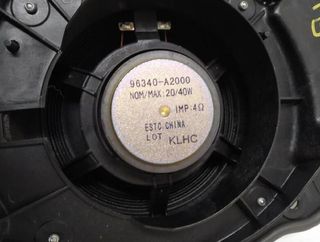 96340-A2000
NOM/MAX:20/40W
IMP:4Ω
ESTC.CHINA
LOT KLHC